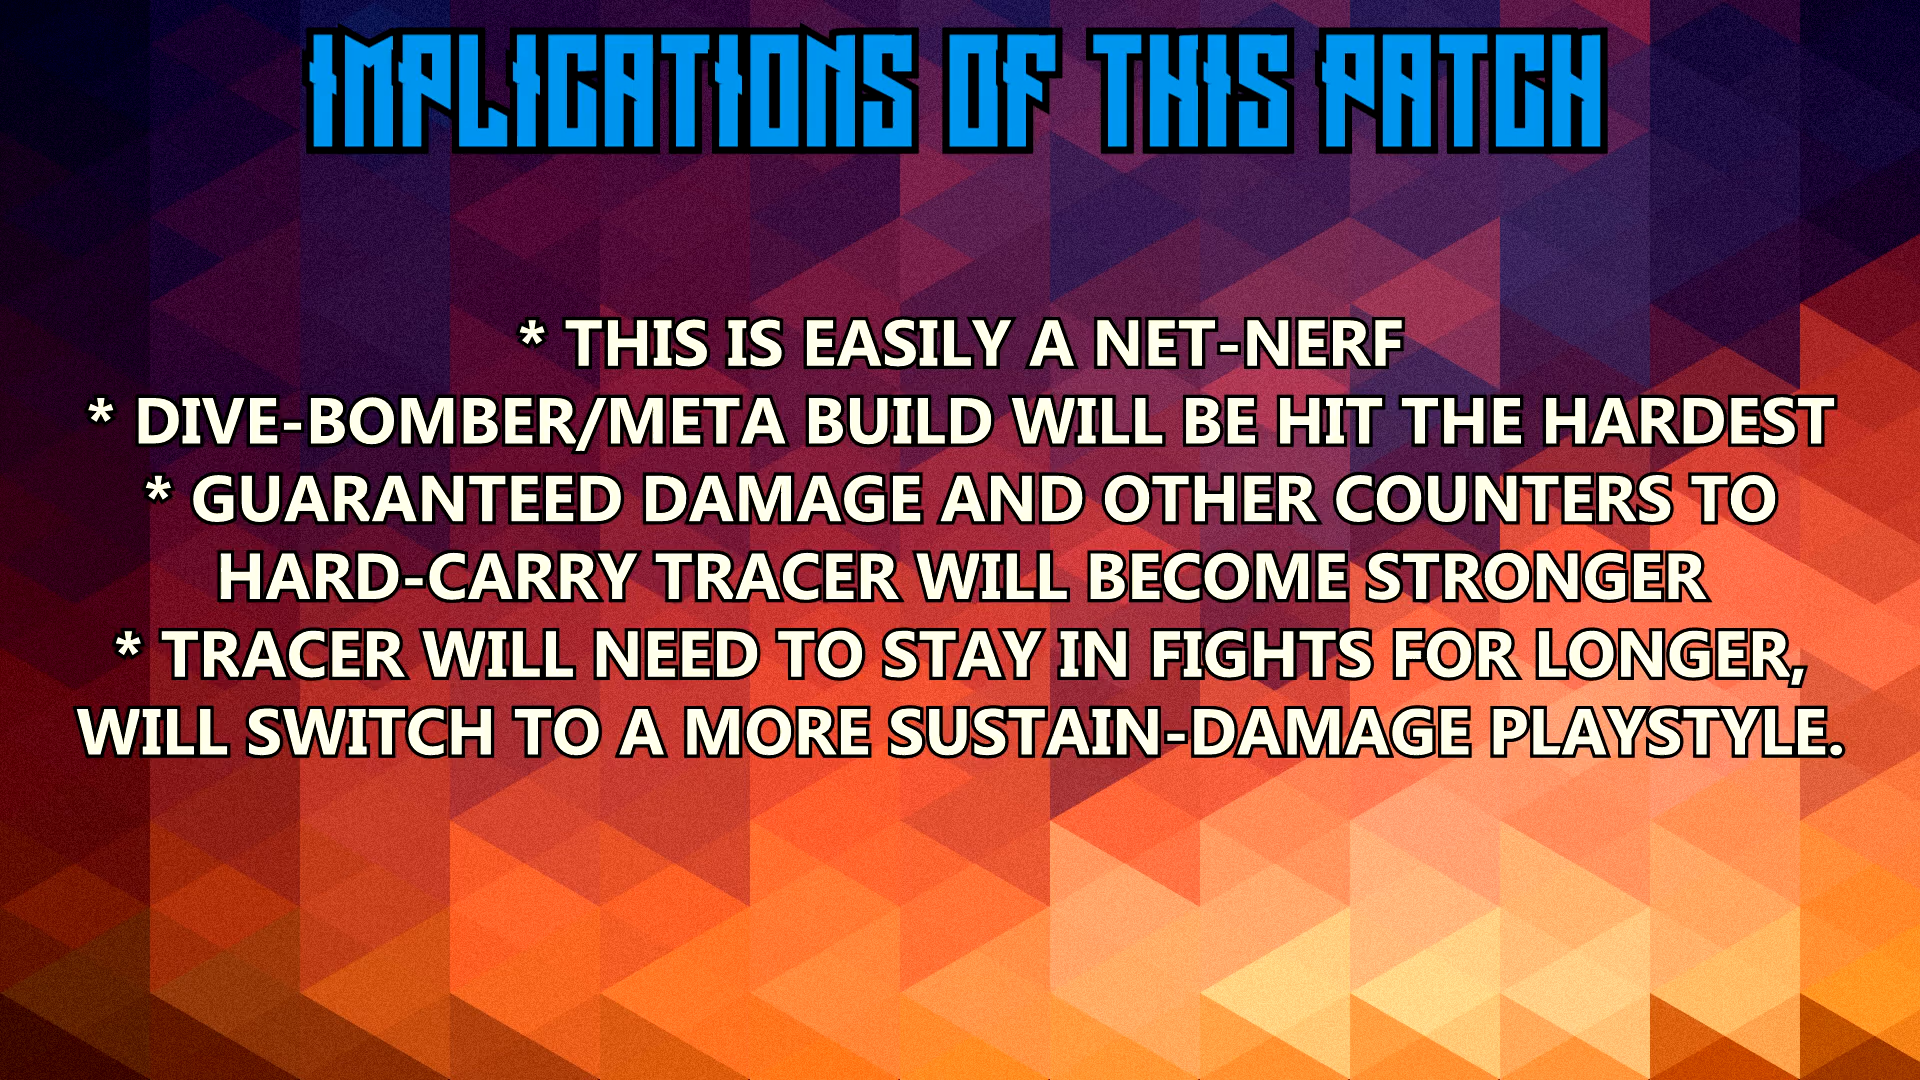 IMPLICATIONS OF THIS PATCH
* THIS IS EASILY A NET-NERF
* DIVE-BOMBER/META BUILD WILL BE HIT THE HARDEST
* GUARANTEED DAMAGE AND OTHER COUNTERS TO
HARD-CARRY TRACER WILL BECOME STRONGER
* TRACER WILL NEED TO STAY IN FIGHTS FOR LONGER,
WILL SWITCH TO A MORE SUSTAIN-DAMAGE PLAYSTYLE.